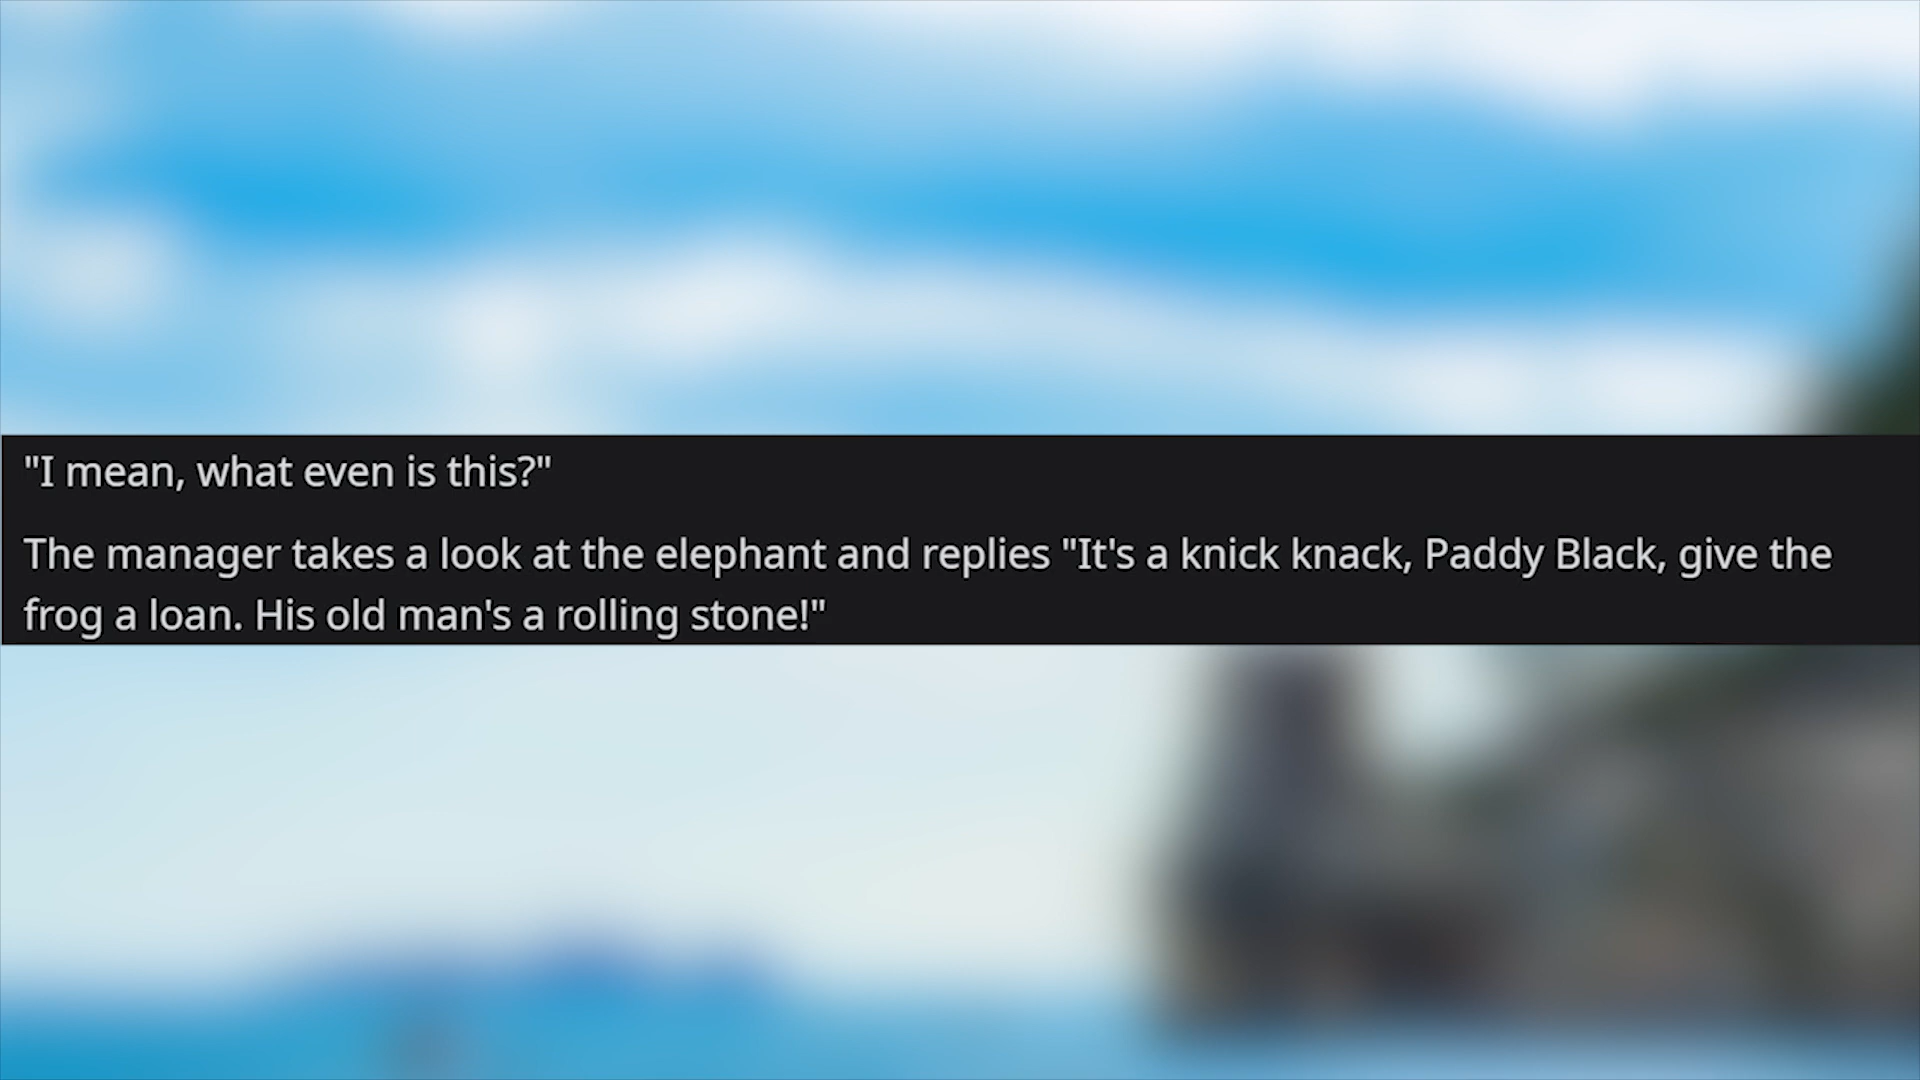 "I mean, what even is this?"
The manager takes a look at the elephant and replies "It's a knick knack, Paddy Black, give the
frog a loan. His old man's a rolling stone!"